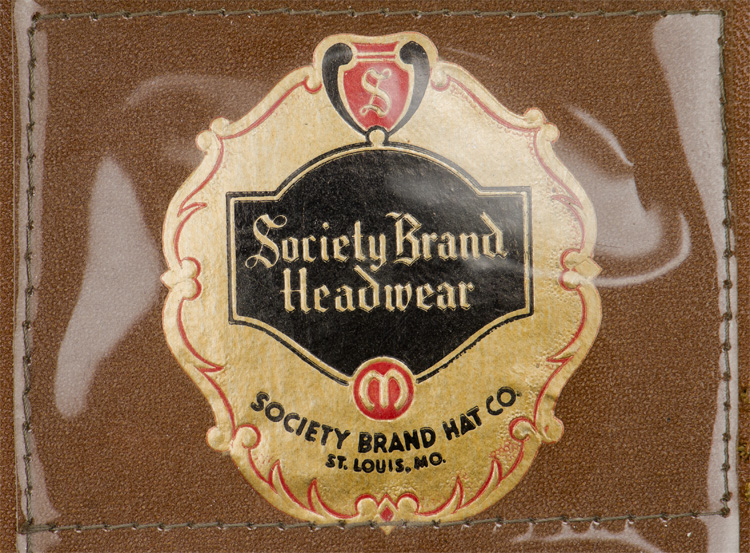 S
Society Brand
Headwear
M
SOCIETY BRAND HAT CO.
ST. LOUIS, MO.